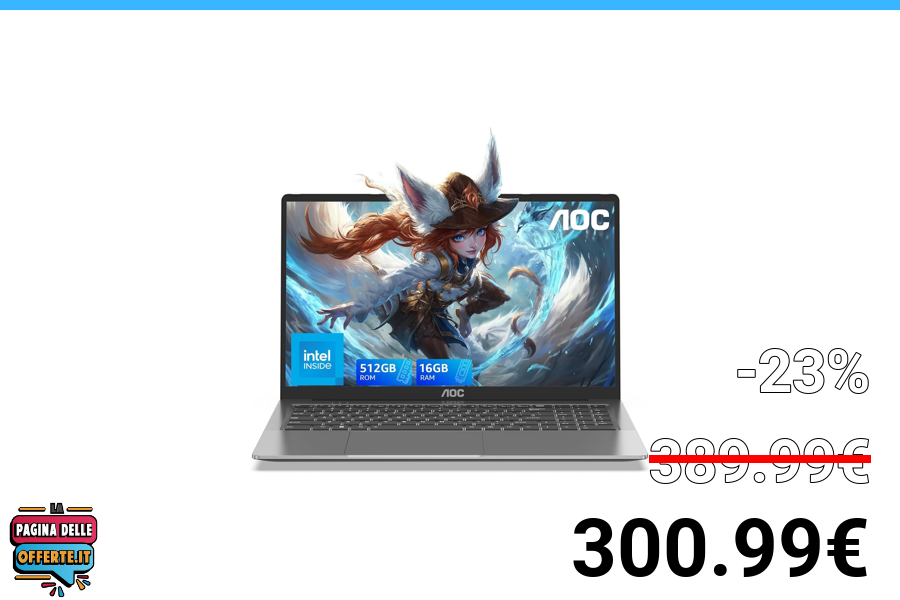 AOC
intel
INSIDE
512GB
ROM
16GB
RAM
AOC
-23%
389.99€
300.99€
LA
PAGINA DELLE
OFFERTE.IT